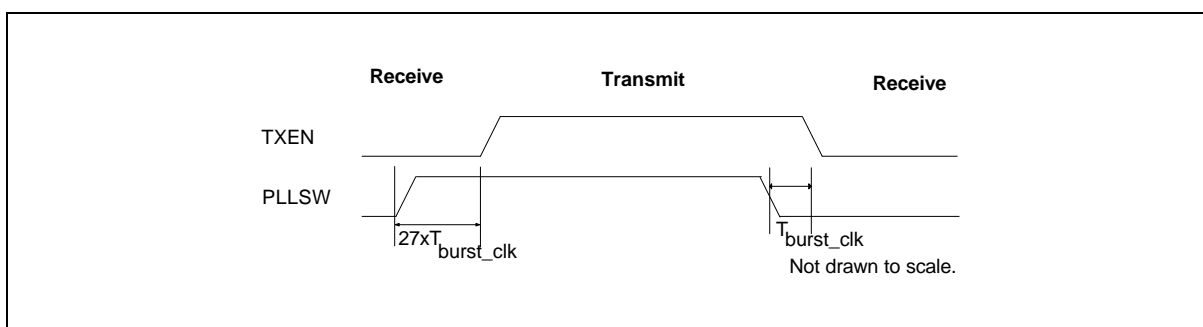 Receive Transmit Receive
TXEN
PLLSW
27xTburst_clk Tburst_clk
Not drawn to scale.